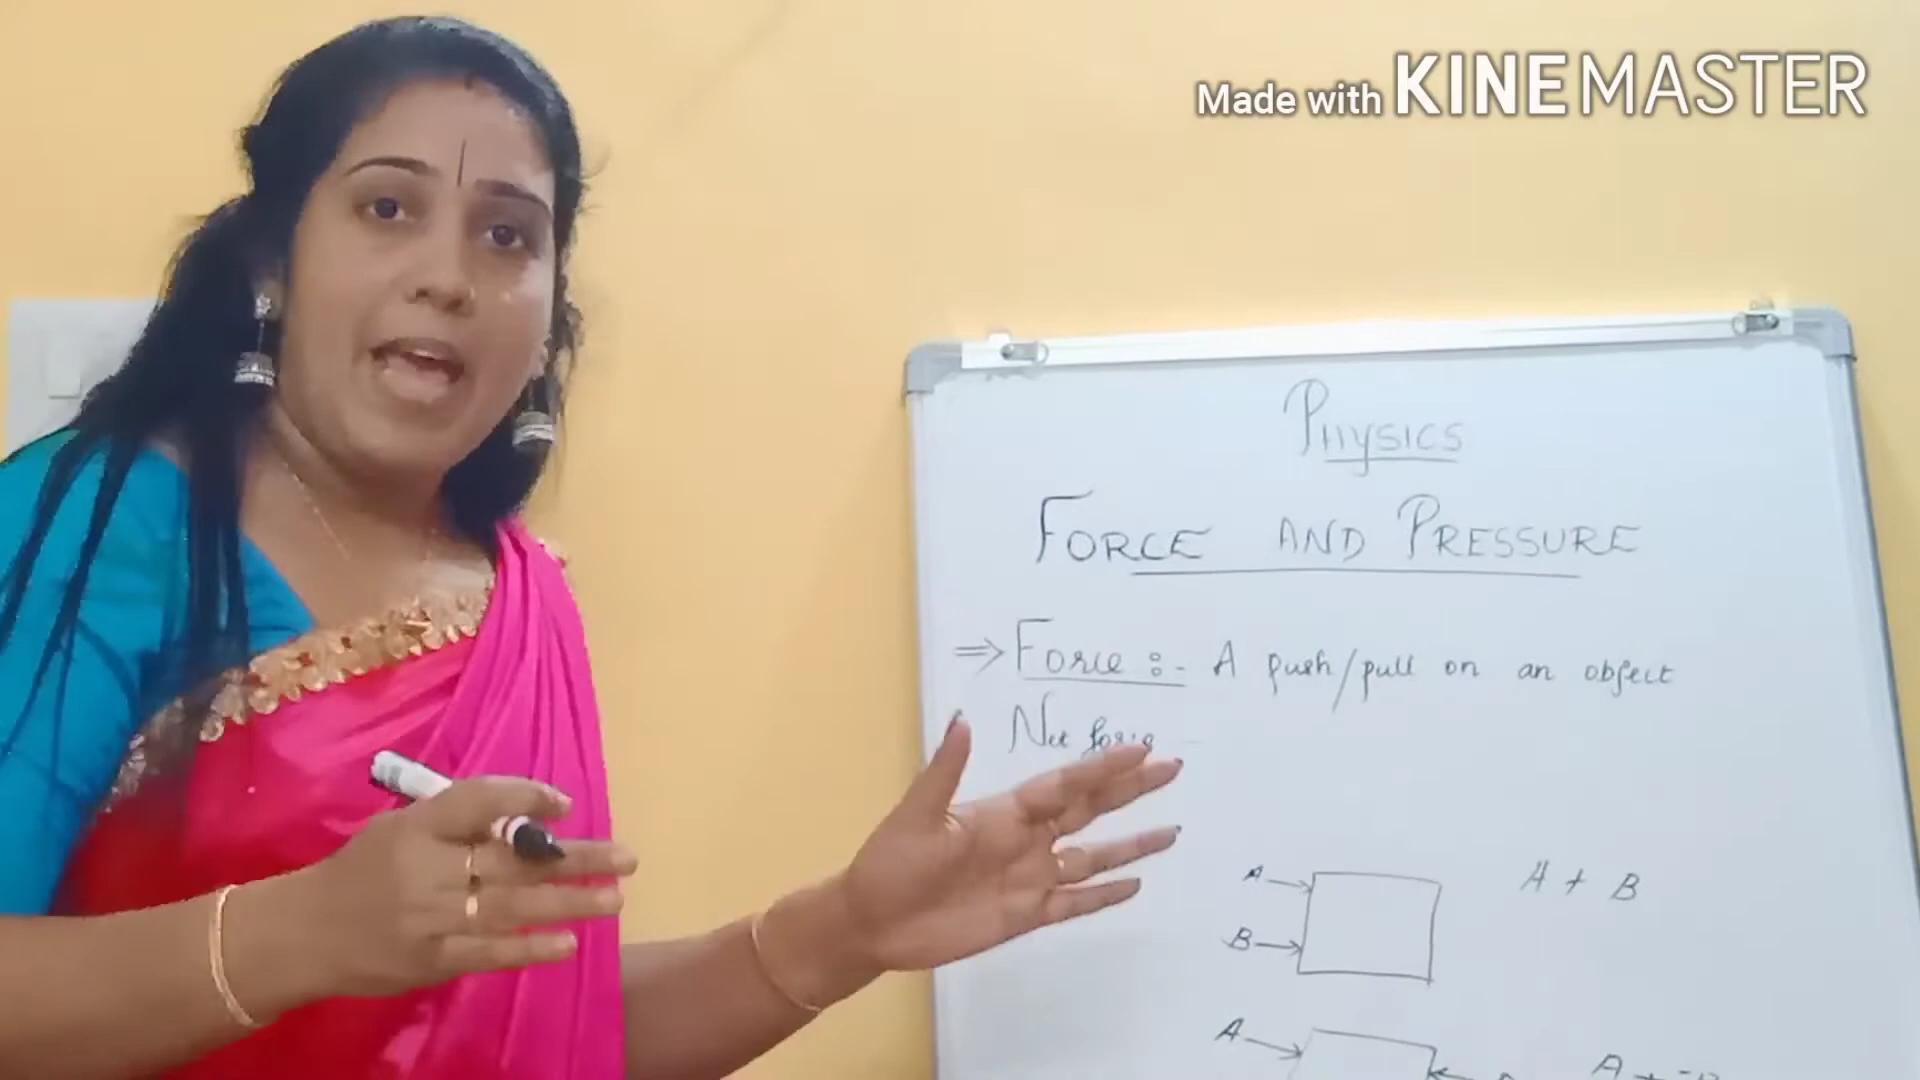 Made with KINEMASTER
PHYSICS
FORCE AND PRESSURE
⇒ Force :- A push/pull on an object
Net force
A
A + B
B
A